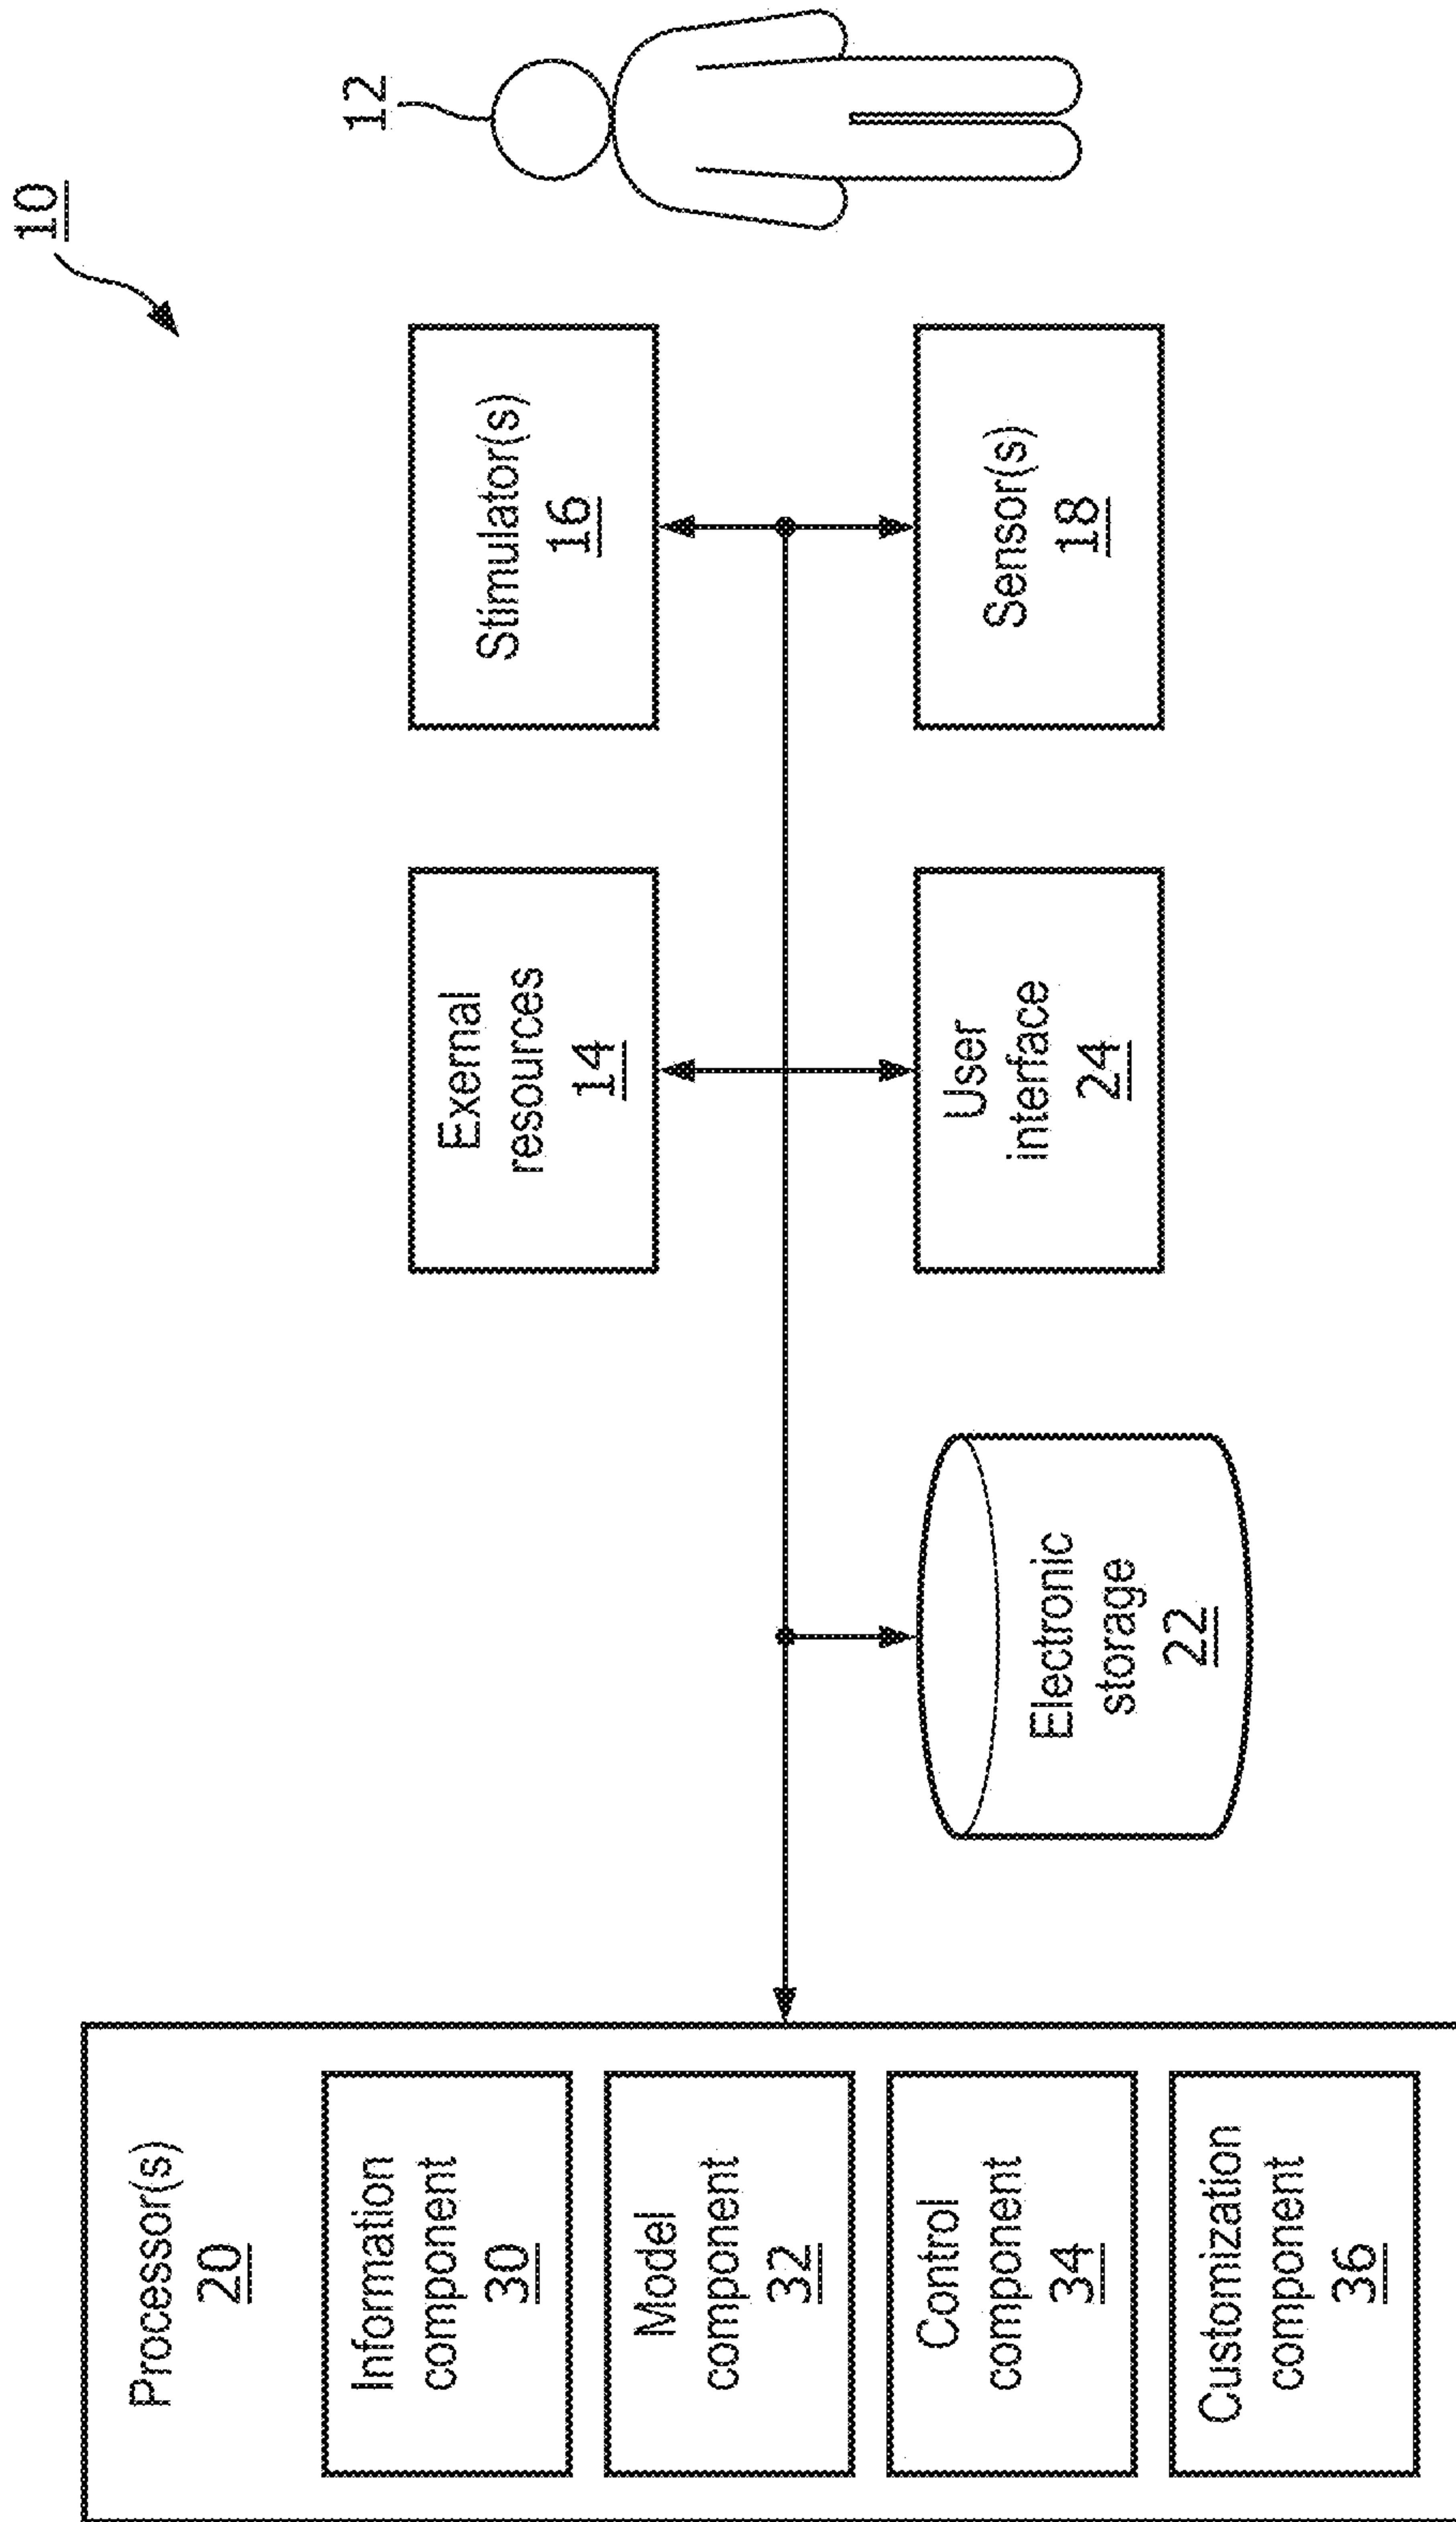 10
12
Processor(s)
20
Information
component
30
Model
component
32
Control
component
34
Customization
component
36
Electronic
storage
22
Exernal
resources
14
User
interface
24
Stimulator(s)
16
Sensor(s)
18